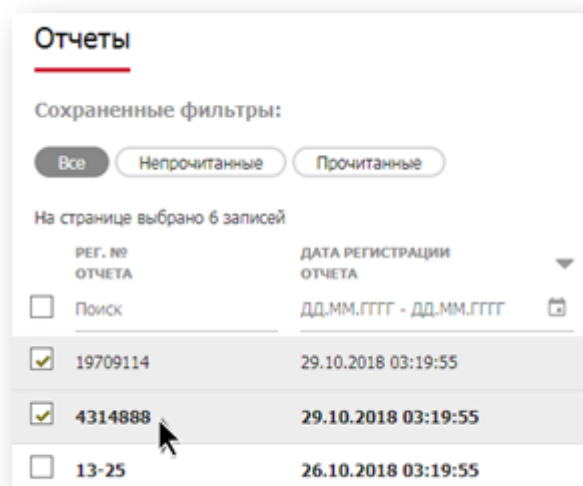 Отчеты
Сохраненные фильтры:
Все Непрочитанные Прочитанные
На странице выбрано 6 записей
РЕГ. № ДАТА РЕГИСТРАЦИИ
ОТЧЕТА ОТЧЕТА
Поиск ДД.ММ.ГГГГ - ДД.ММ.ГГГГ
19709114 29.10.2018 03:19:55
4314888 29.10.2018 03:19:55
13-25 26.10.2018 03:19:55